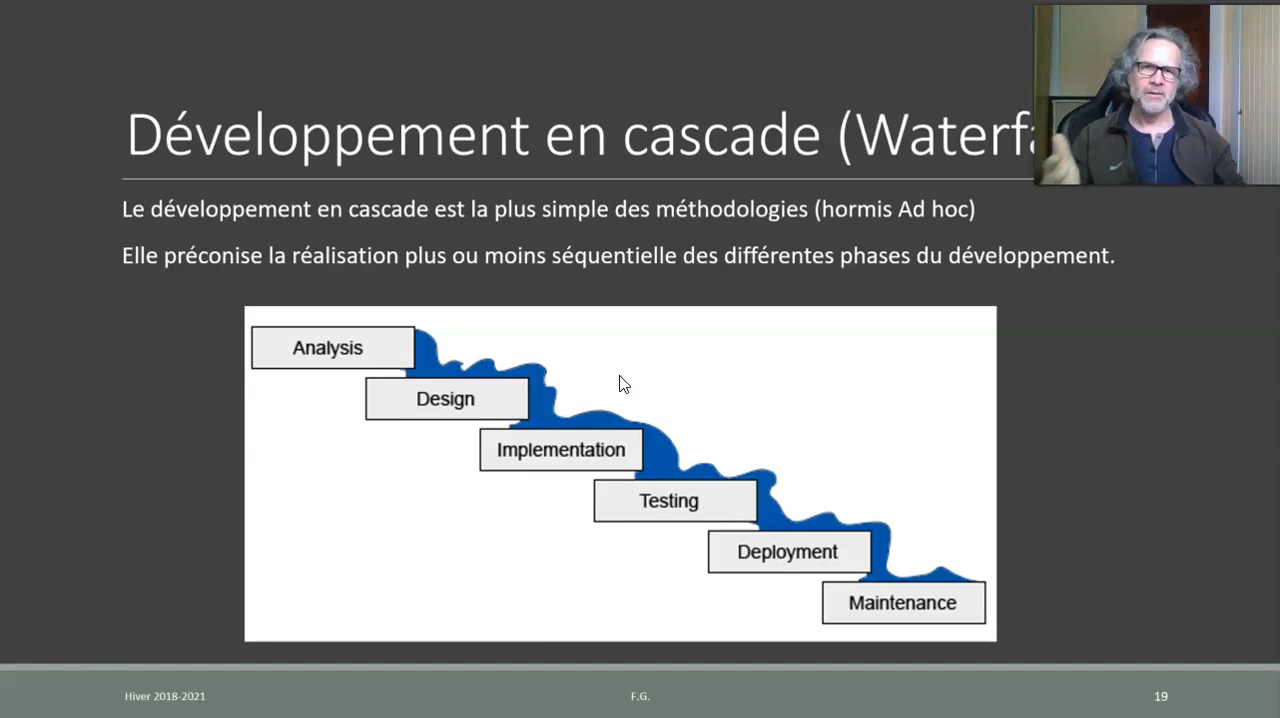 Développement en cascade (Waterfa
Le développement en cascade est la plus simple des méthodologies (hormis Ad hoc)
Elle préconise la réalisation plus ou moins séquentielle des différentes phases du développement.
Analysis
Design
Implementation
Testing
Deployment
Maintenance
Hiver 2018-2021
F.G.
19